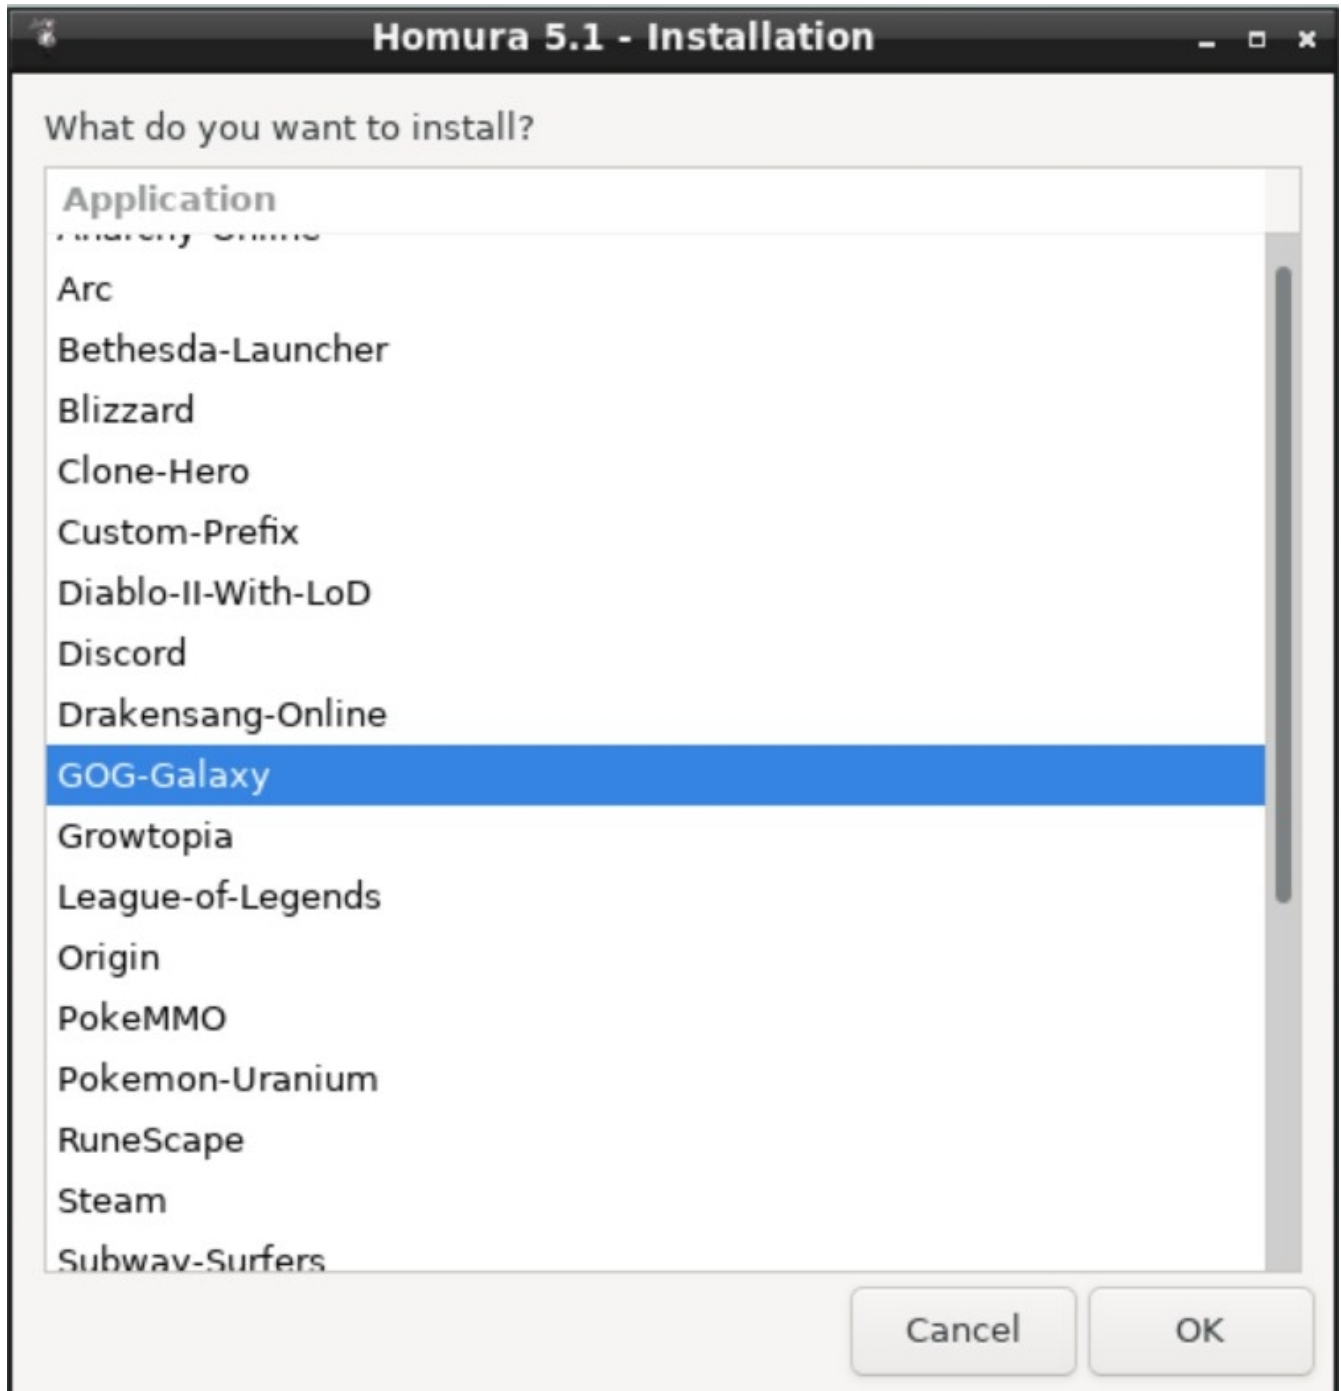 Homura 5.1 - Installation
What do you want to install?
Application
Anarchy-Online
Arc
Bethesda-Launcher
Blizzard
Clone-Hero
Custom-Prefix
Diablo-II-With-LoD
Discord
Drakensang-Online
GOG-Galaxy
Growtopia
League-of-Legends
Origin
PokeMMO
Pokemon-Uranium
RuneScape
Steam
Subway-Surfers
Cancel
OK